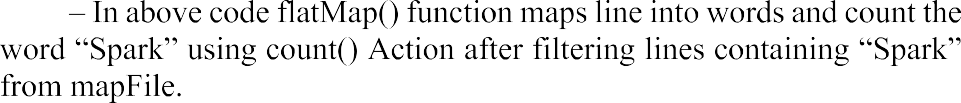 – In above code flatMap() function maps line into words and count the
word “Spark” using count() Action after filtering lines containing “Spark”
from mapFile.